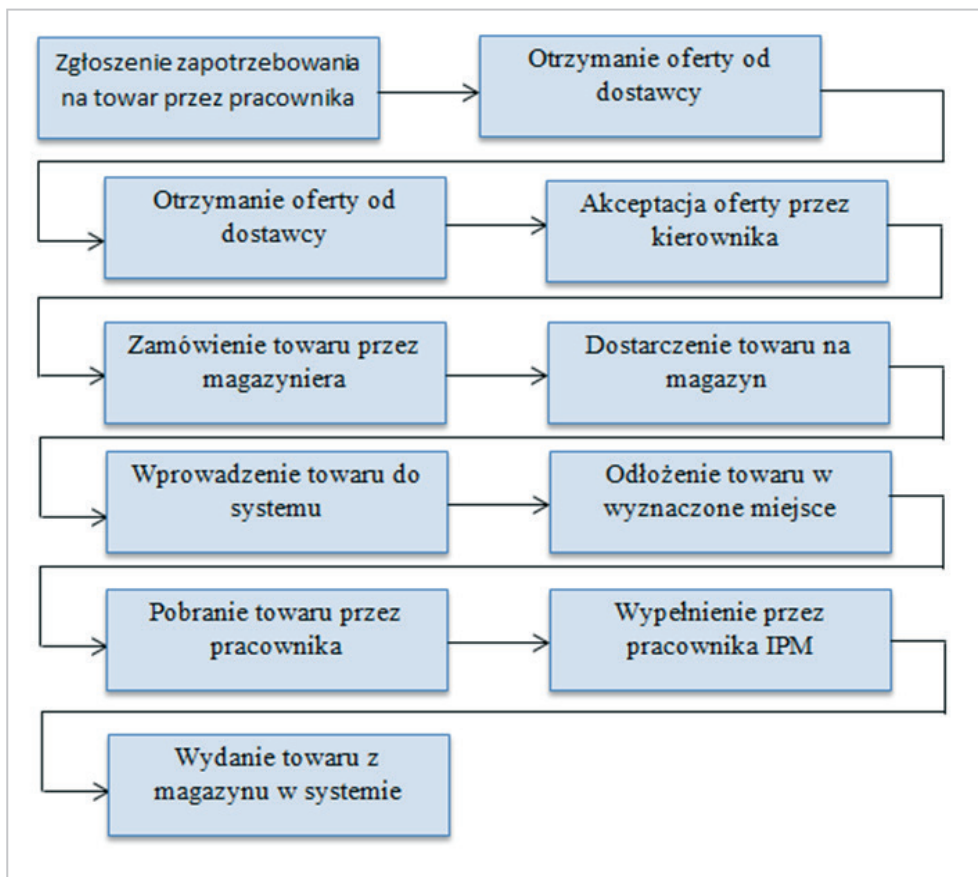 Zgłoszenie zapotrzebowania
na towar przez pracownika
Otrzymanie oferty od
dostawcy
Otrzymanie oferty od
dostawcy
Akceptacja oferty przez
kierownika
Zamówienie towaru przez
magazyniera
Dostarczenie towaru na
magazyn
Wprowadzenie towaru do
systemu
Odłożenie towaru w
wyznaczone miejsce
Pobranie towaru przez
pracownika
Wypełnienie przez
pracownika IPM
Wydanie towaru z
magazynu w systemie